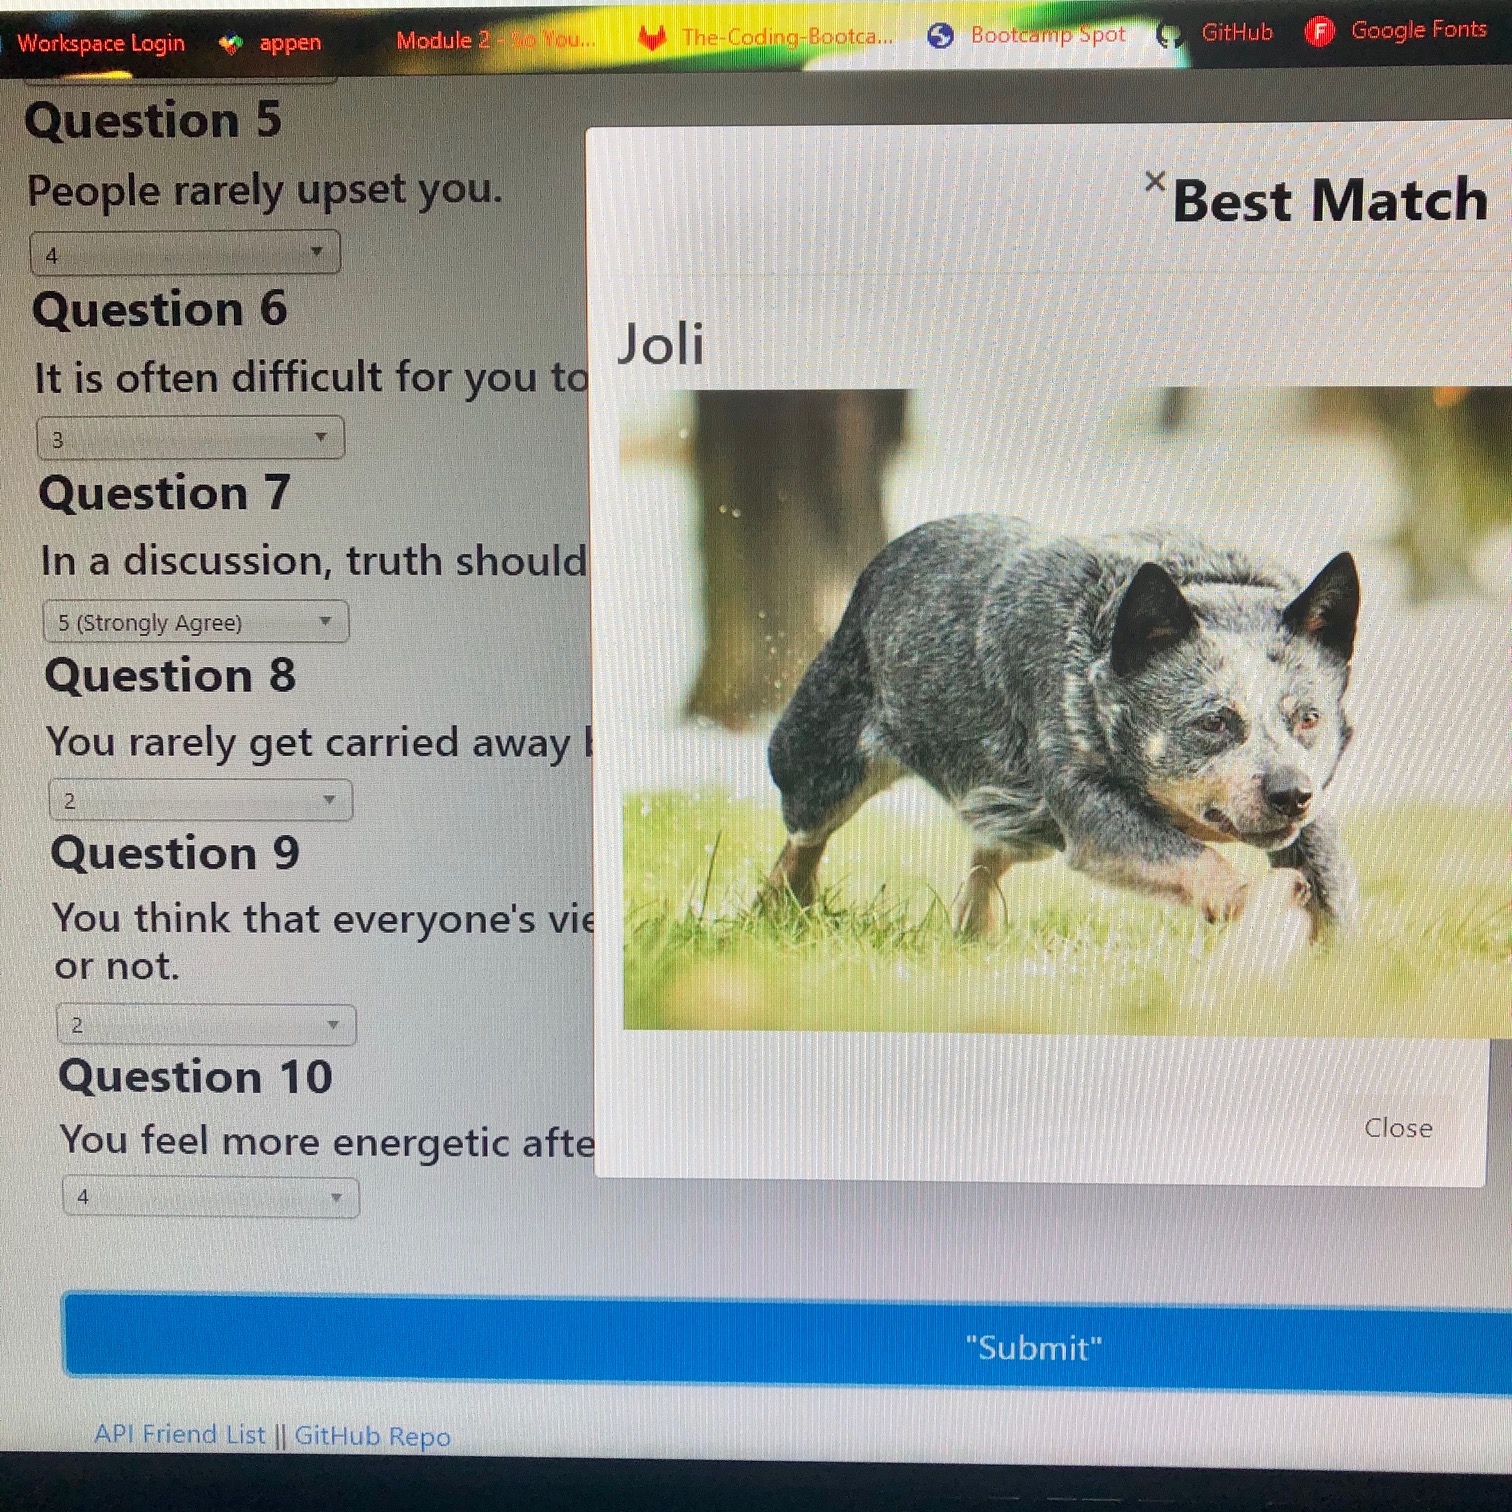 Workspace Login
appen
Module 2 - So You...
The-Coding-Bootca...
Bootcamp Spot
GitHub
Google Fonts
Question 5
People rarely upset you.
4
Question 6
It is often difficult for you to
3
Question 7
In a discussion, truth should
5 (Strongly Agree)
Question 8
You rarely get carried away
2
Question 9
You think that everyone's vie
or not.
2
Question 10
You feel more energetic afte
4
× Best Match
Joli
Close
"Submit"
API Friend List || GitHub Repo